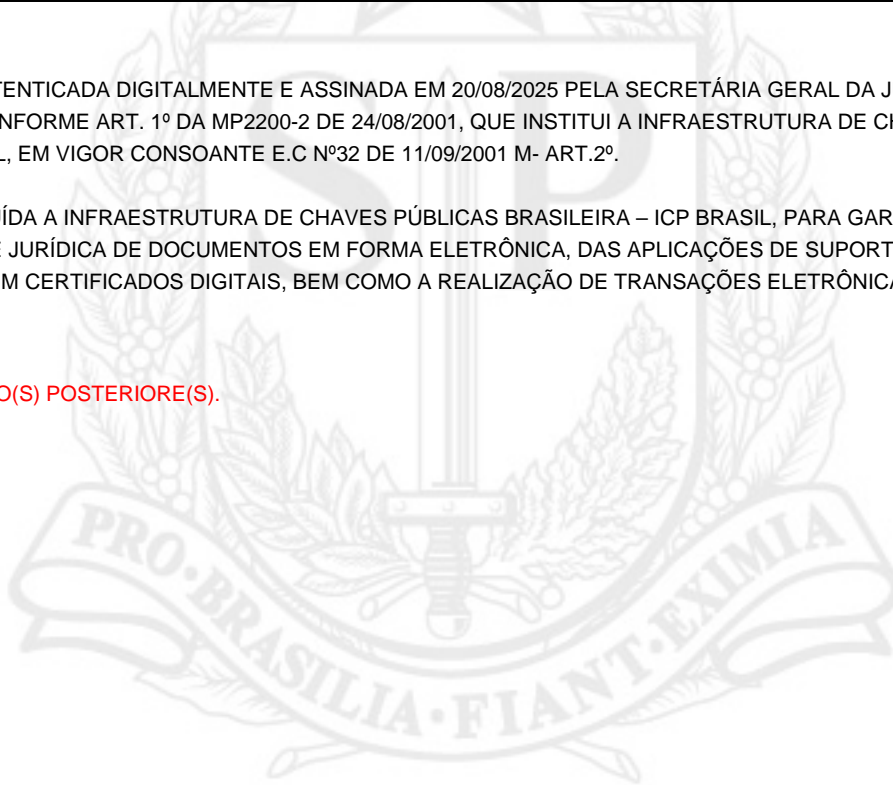 TENTICADA DIGITALMENTE E ASSINADA EM 20/08/2025 PELA SECRETÁRIA GERAL DA J
NFORME ART. 1º DA MP2200-2 DE 24/08/2001, QUE INSTITUI A INFRAESTRUTURA DE CH
L, EM VIGOR CONSOANTE E.C Nº32 DE 11/09/2001 M- ART.2º.
UÍDA A INFRAESTRUTURA DE CHAVES PÚBLICAS BRASILEIRA – ICP BRASIL, PARA GAR
E JURÍDICA DE DOCUMENTOS EM FORMA ELETRÔNICA, DAS APLICAÇÕES DE SUPORT
M CERTIFICADOS DIGITAIS, BEM COMO A REALIZAÇÃO DE TRANSAÇÕES ELETRÔNICA
O(S) POSTERIORE(S).
SP
PRO·BRASILIA·FIANT·EXIMIA